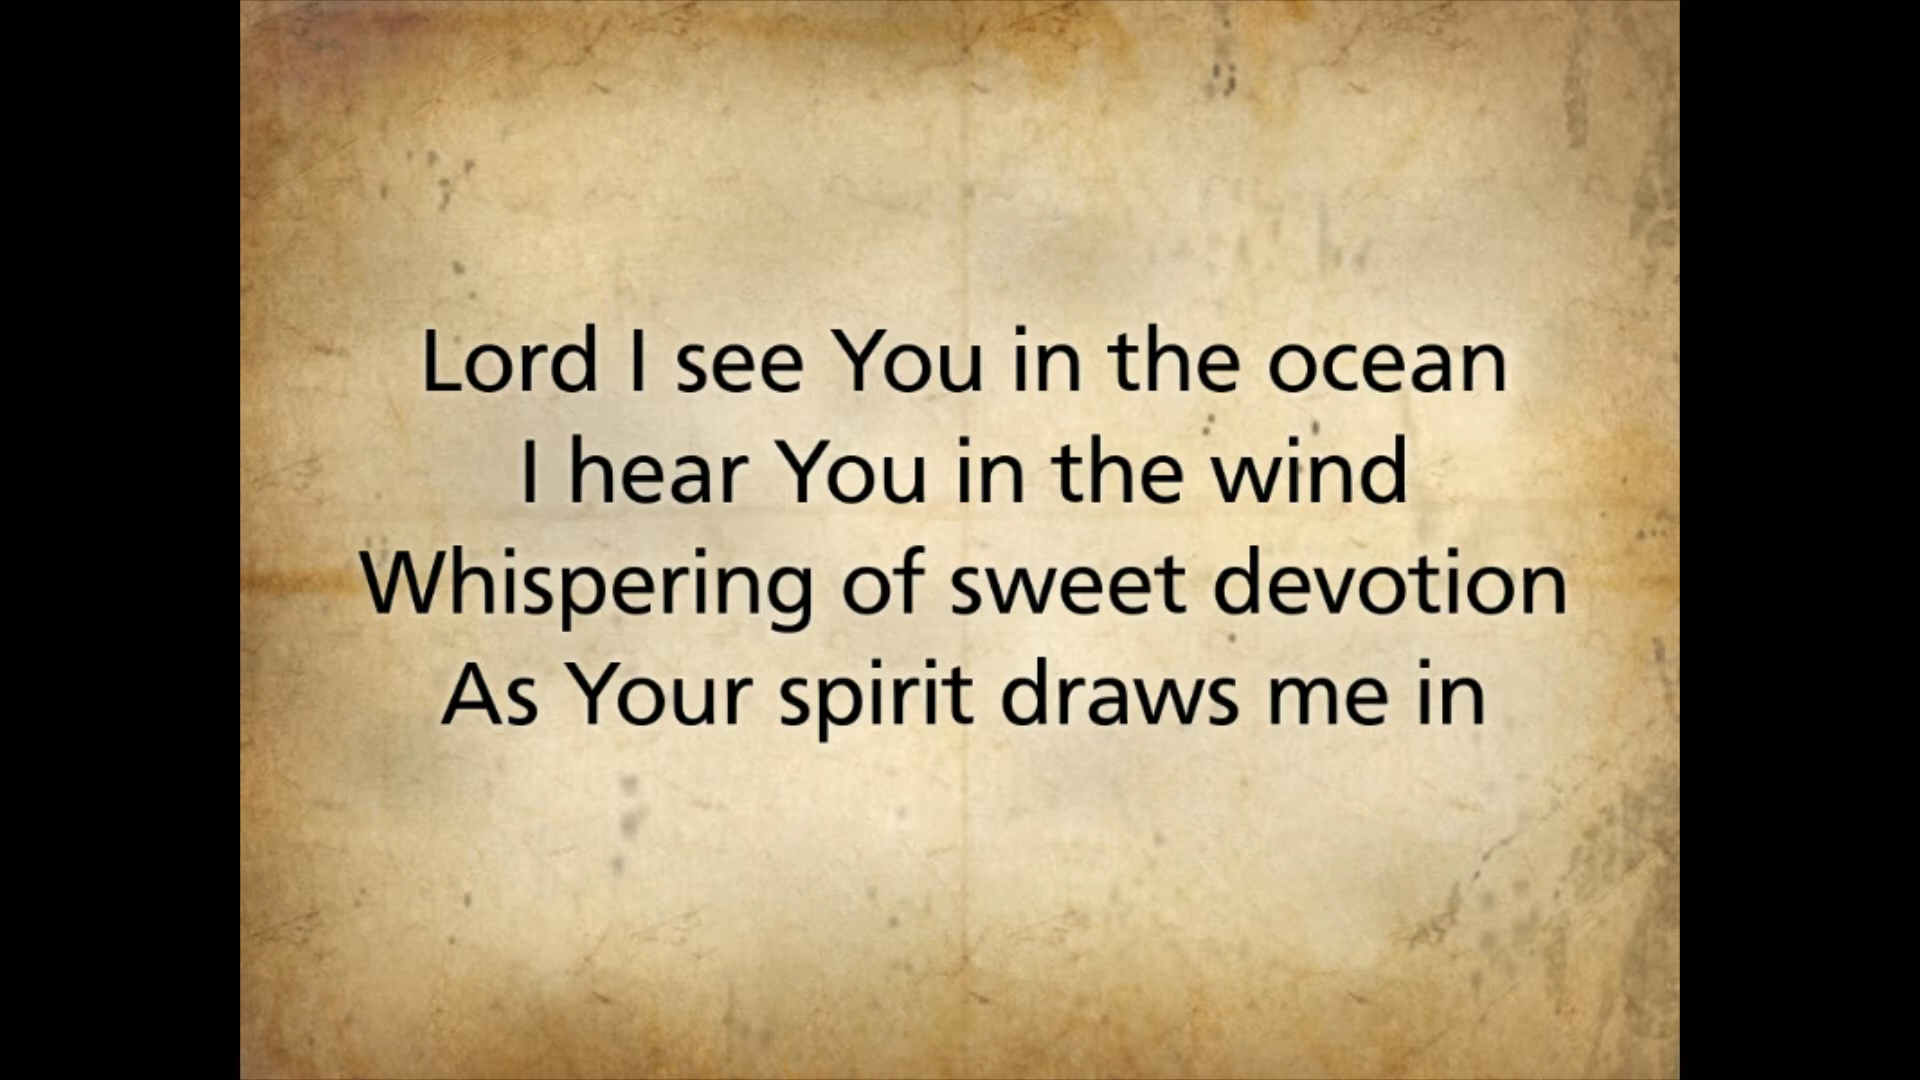 Lord I see You in the ocean
I hear You in the wind
Whispering of sweet devotion
As Your spirit draws me in